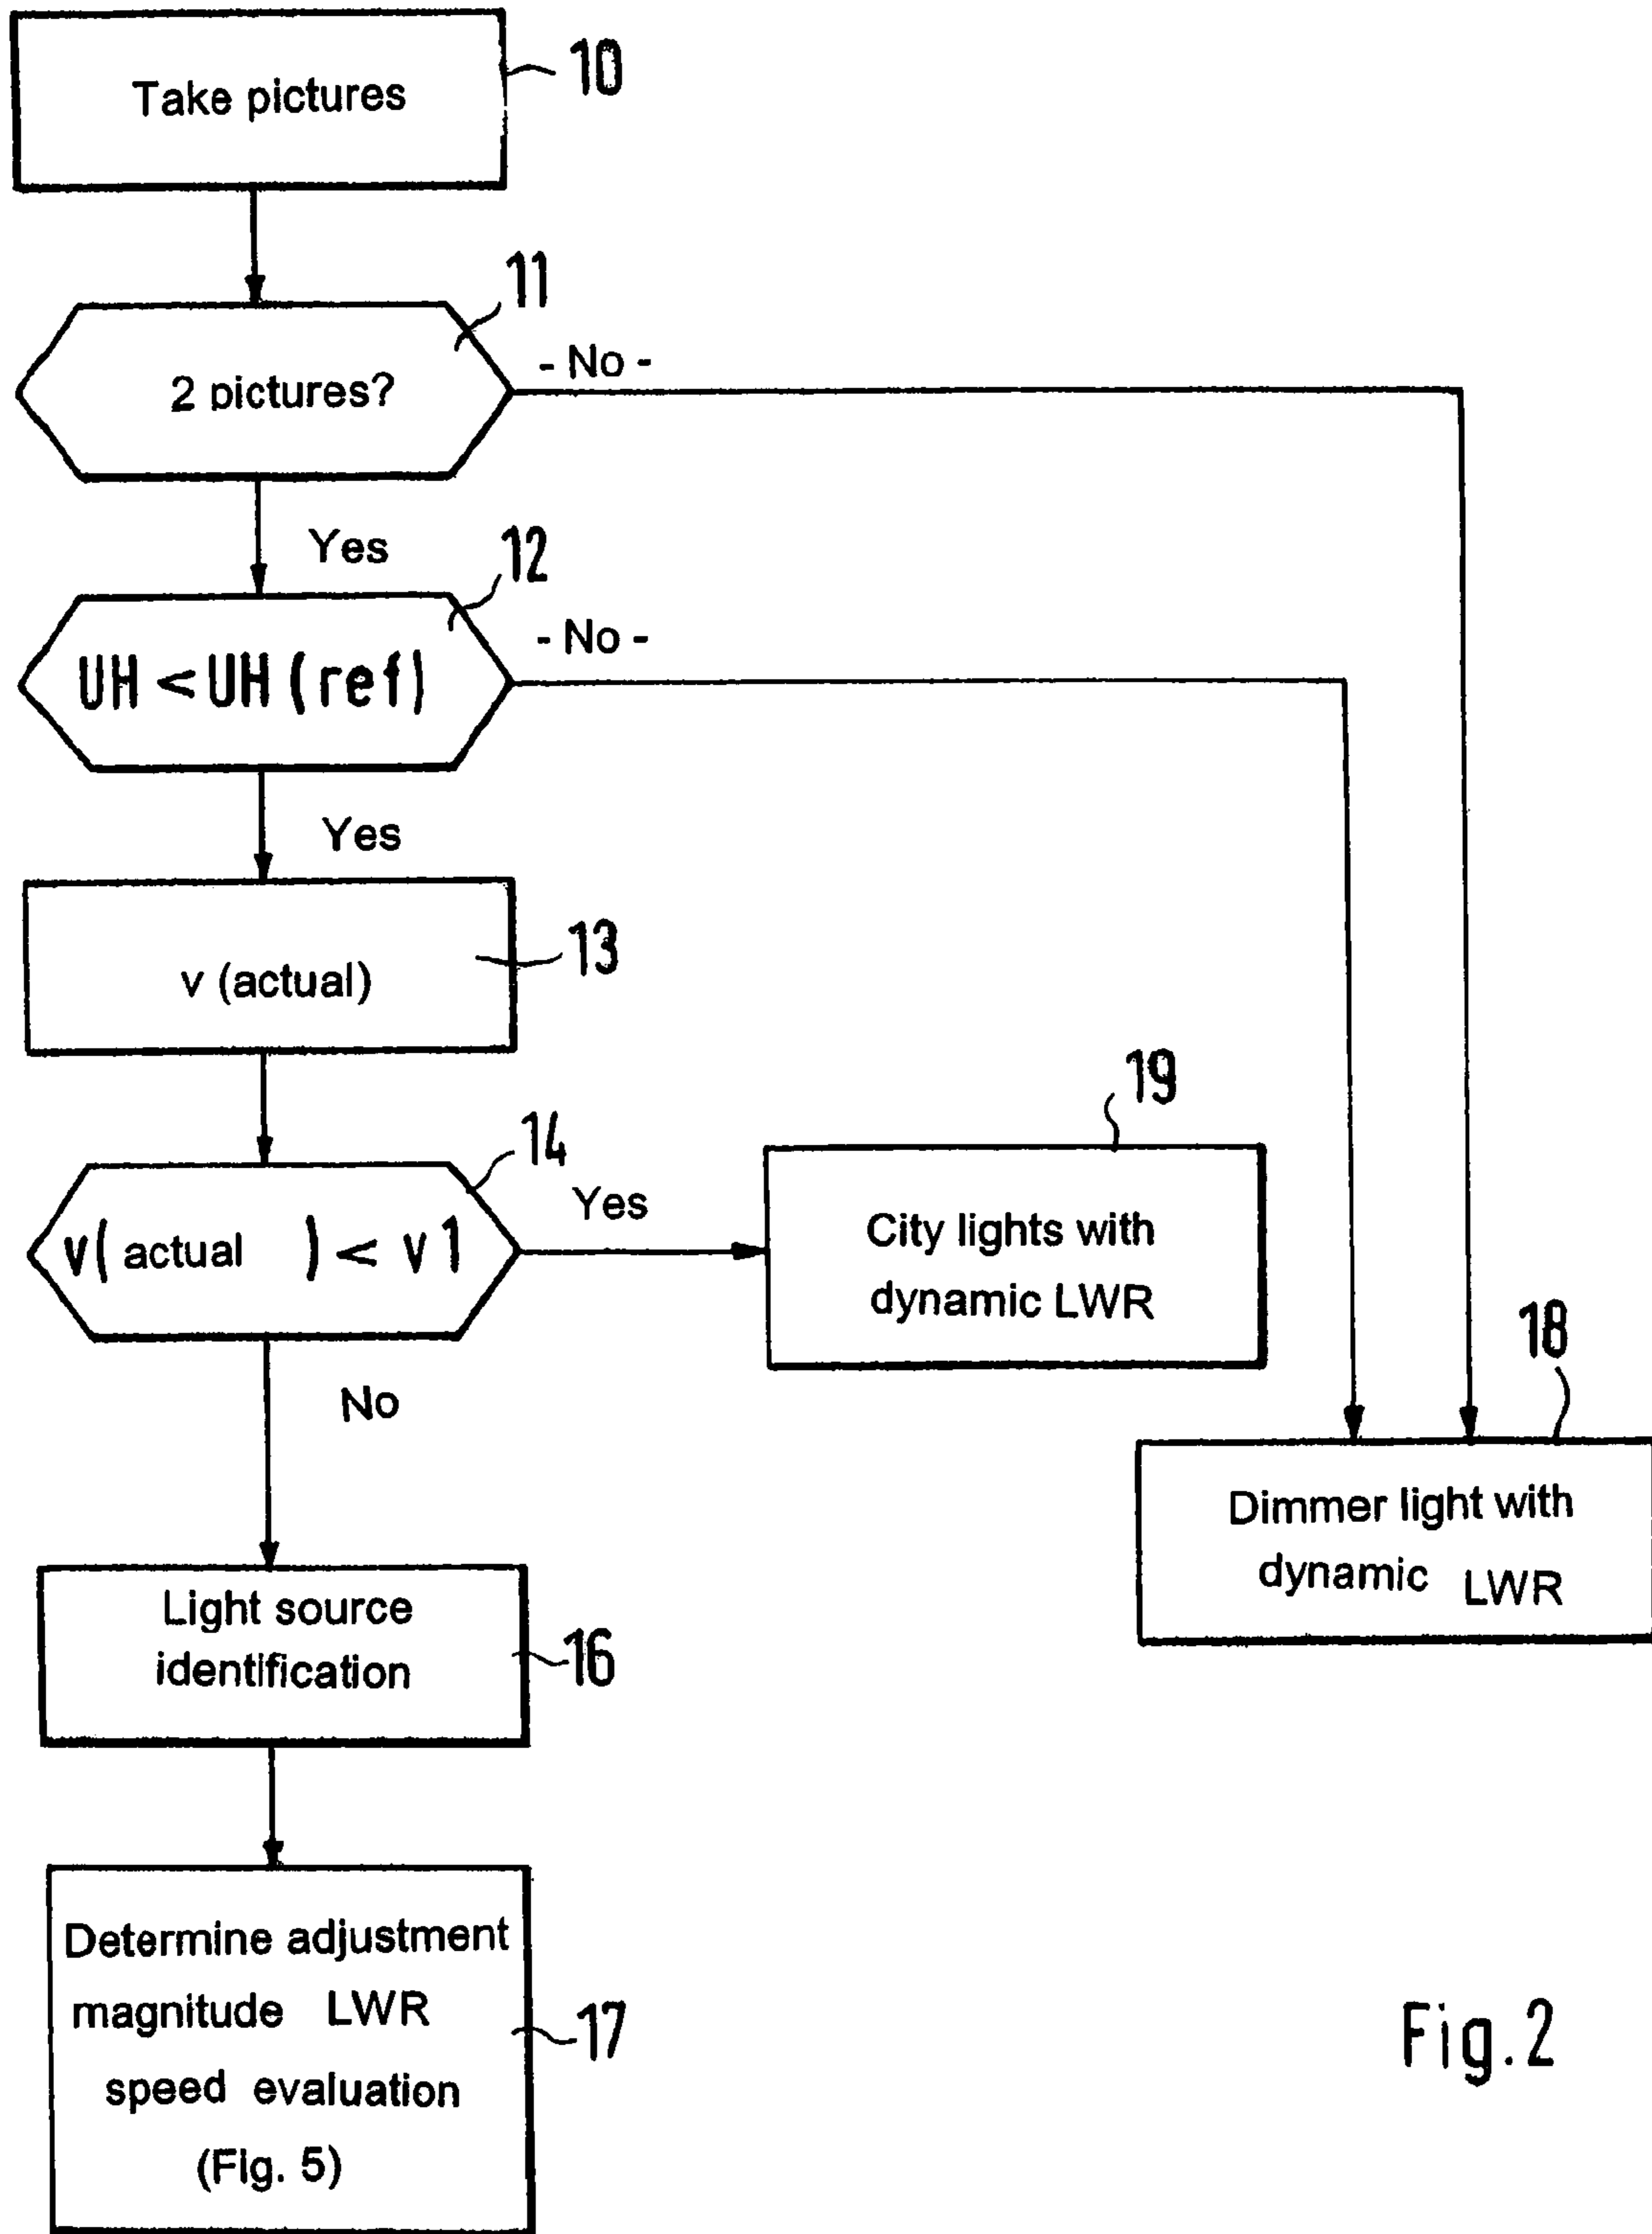 Take pictures
10
11
2 pictures?
- No -
Yes
12
UH < UH (ref)
- No -
Yes
13
v (actual)
14
v( actual ) < v1
Yes
19
City lights with
dynamic LWR
No
18
Dimmer light with
dynamic LWR
Light source
identification
16
Determine adjustment
magnitude LWR
speed evaluation
(Fig. 5)
17
Fig.2